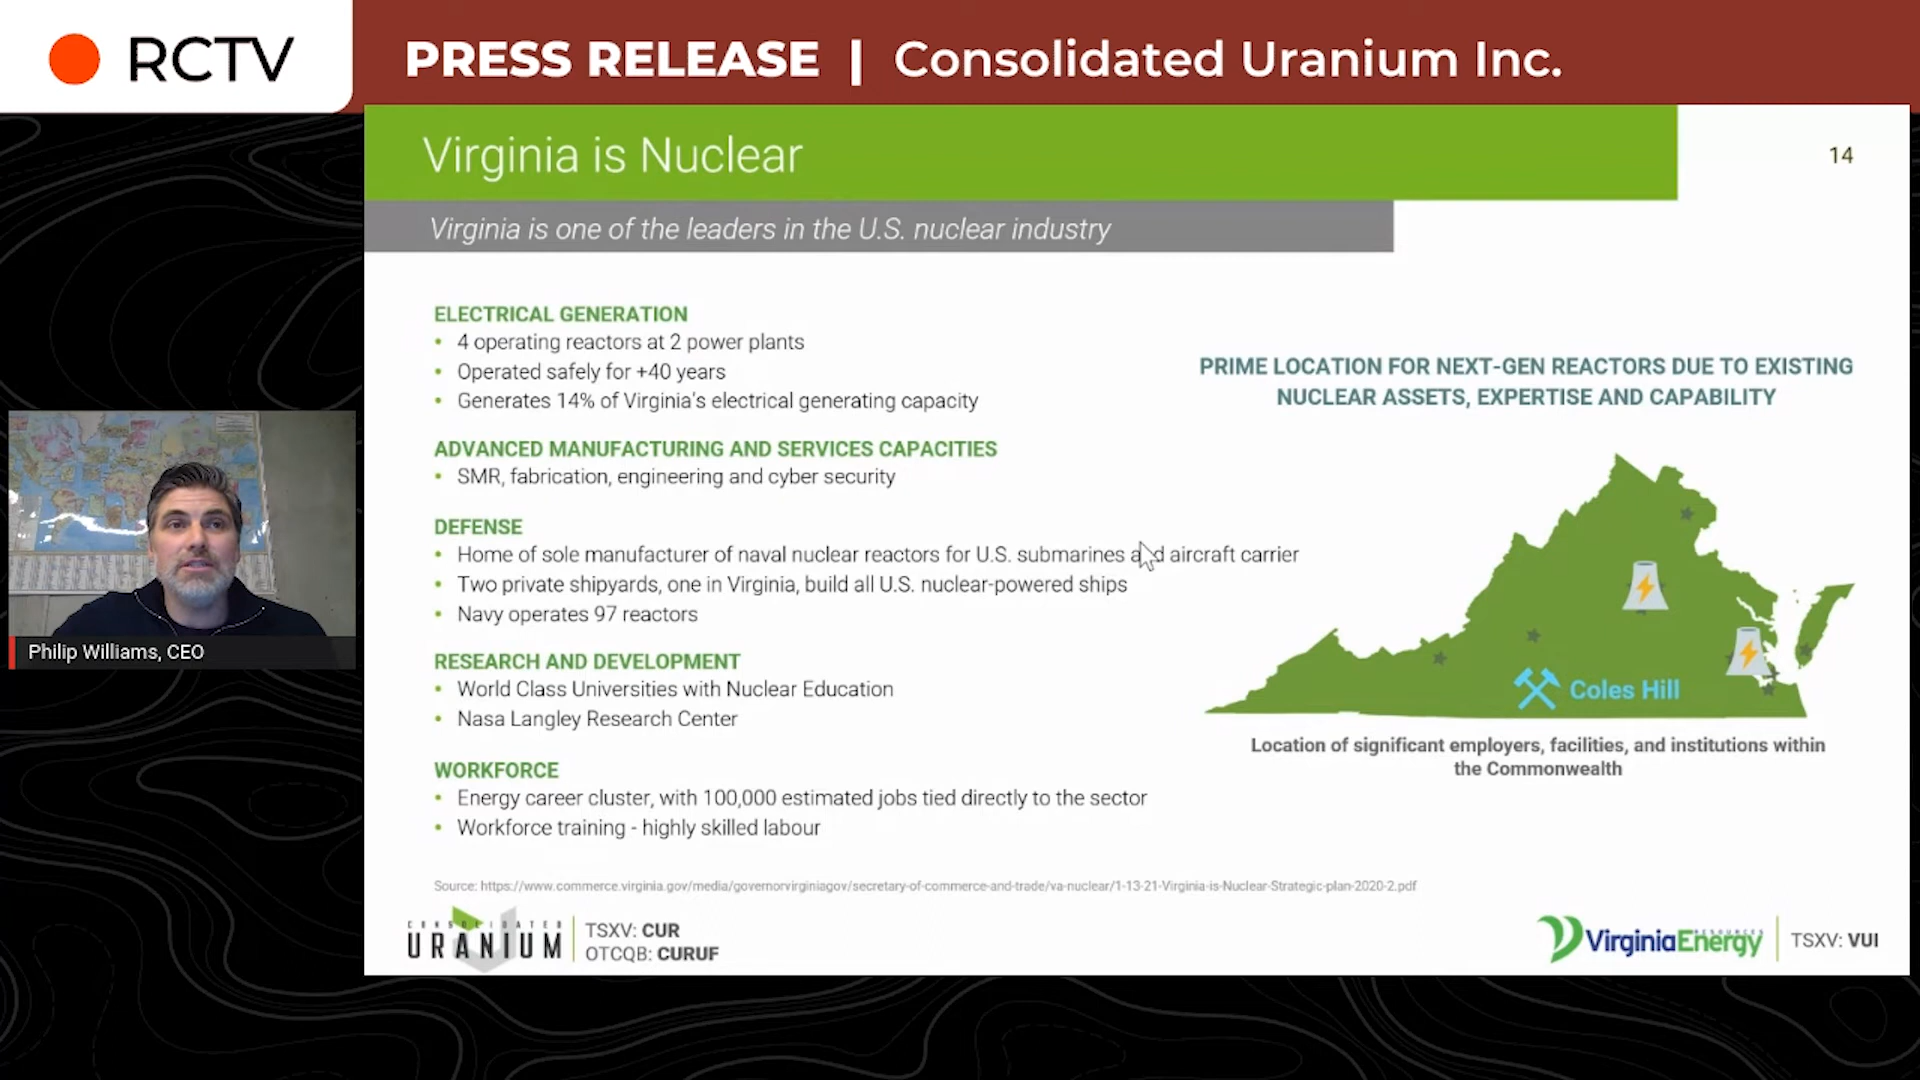 RCTV
PRESS RELEASE | Consolidated Uranium Inc.
Virginia is Nuclear
14
Virginia is one of the leaders in the U.S. nuclear industry
ELECTRICAL GENERATION
• 4 operating reactors at 2 power plants
• Operated safely for +40 years
• Generates 14% of Virginia's electrical generating capacity
ADVANCED MANUFACTURING AND SERVICES CAPACITIES
• SMR, fabrication, engineering and cyber security
DEFENSE
• Home of sole manufacturer of naval nuclear reactors for U.S. submarines and aircraft carrier
• Two private shipyards, one in Virginia, build all U.S. nuclear-powered ships
• Navy operates 97 reactors
RESEARCH AND DEVELOPMENT
• World Class Universities with Nuclear Education
• Nasa Langley Research Center
WORKFORCE
• Energy career cluster, with 100,000 estimated jobs tied directly to the sector
• Workforce training - highly skilled labour
PRIME LOCATION FOR NEXT-GEN REACTORS DUE TO EXISTING
NUCLEAR ASSETS, EXPERTISE AND CAPABILITY
Coles Hill
Location of significant employers, facilities, and institutions within
the Commonwealth
Philip Williams, CEO
Source: https://www.commerce.virginia.gov/media/governorvirginiagov/secretary-of-commerce-and-trade/va-nuclear/1-13-21-Virginia-is-Nuclear-Strategic-plan-2020-2.pdf
CONSOLIDATED
URANIUM
TSXV: CUR
OTCQB: CURUF
VirginiaEnergy
RESOURCES
TSXV: VUI